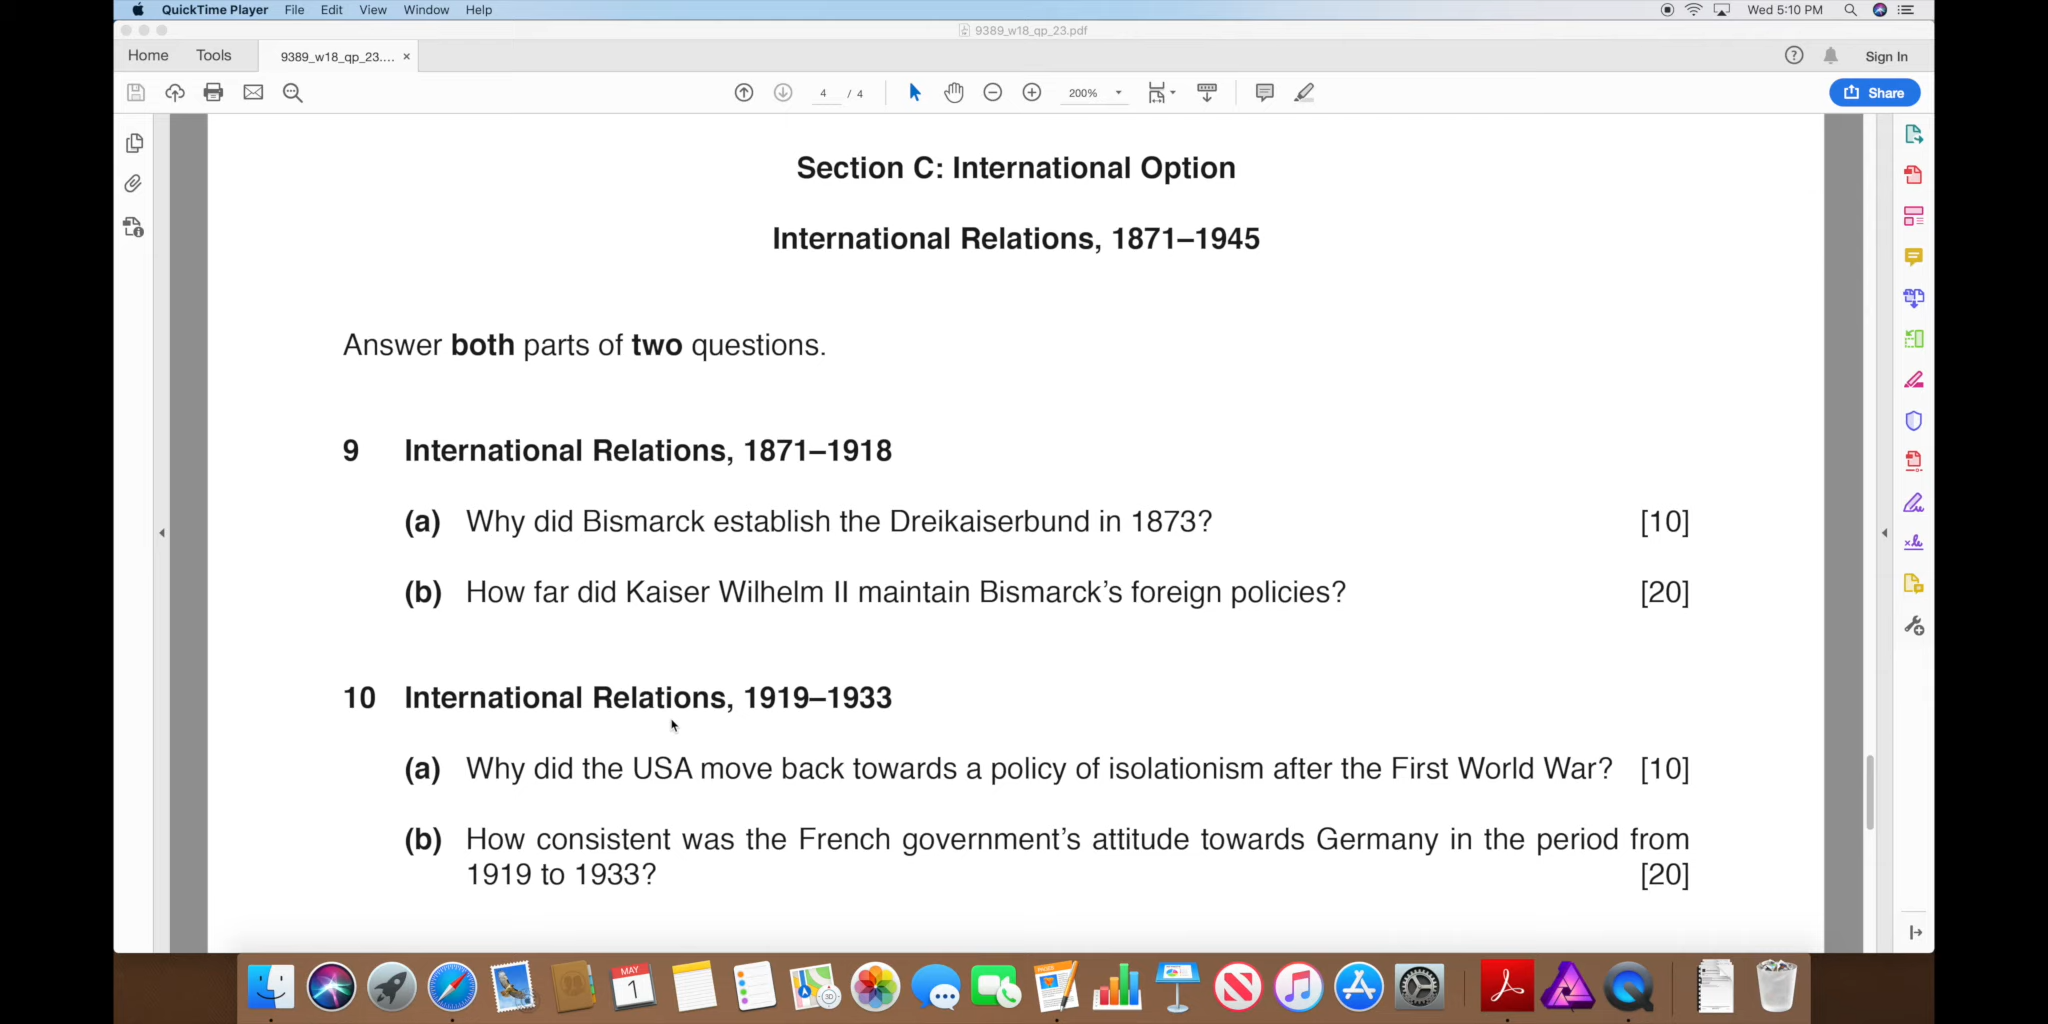 QuickTime Player File Edit View Window Help Wed 5:10 PM
9389_w18_qp_23.pdf
Home Tools 9389_w18_qp_23.... × Sign In
4 / 4 200% Share
Section C: International Option
International Relations, 1871–1945
Answer both parts of two questions.
9 International Relations, 1871–1918
(a) Why did Bismarck establish the Dreikaiserbund in 1873? [10]
(b) How far did Kaiser Wilhelm II maintain Bismarck’s foreign policies? [20]
10 International Relations, 1919–1933
(a) Why did the USA move back towards a policy of isolationism after the First World War? [10]
(b) How consistent was the French government’s attitude towards Germany in the period from
1919 to 1933? [20]
MAY
1
3D
PAGES